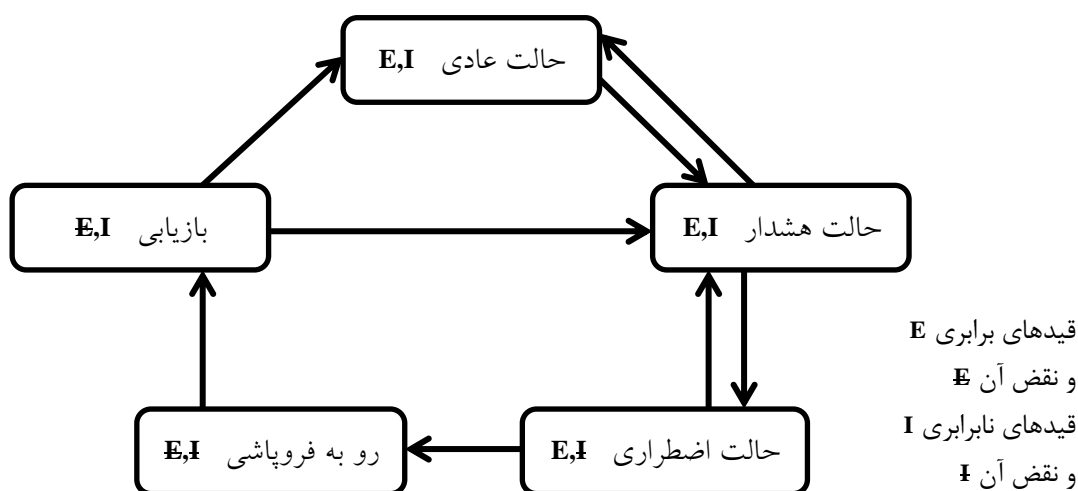 حالت عادی E,I
بازیابی E̶,I
حالت هشدار E,I
رو به فروپاشی E̶,I̶
حالت اضطراری E,I̶
قیدهای برابری E
و نقض آن E̶
قیدهای نابرابری I
و نقض آن I̶